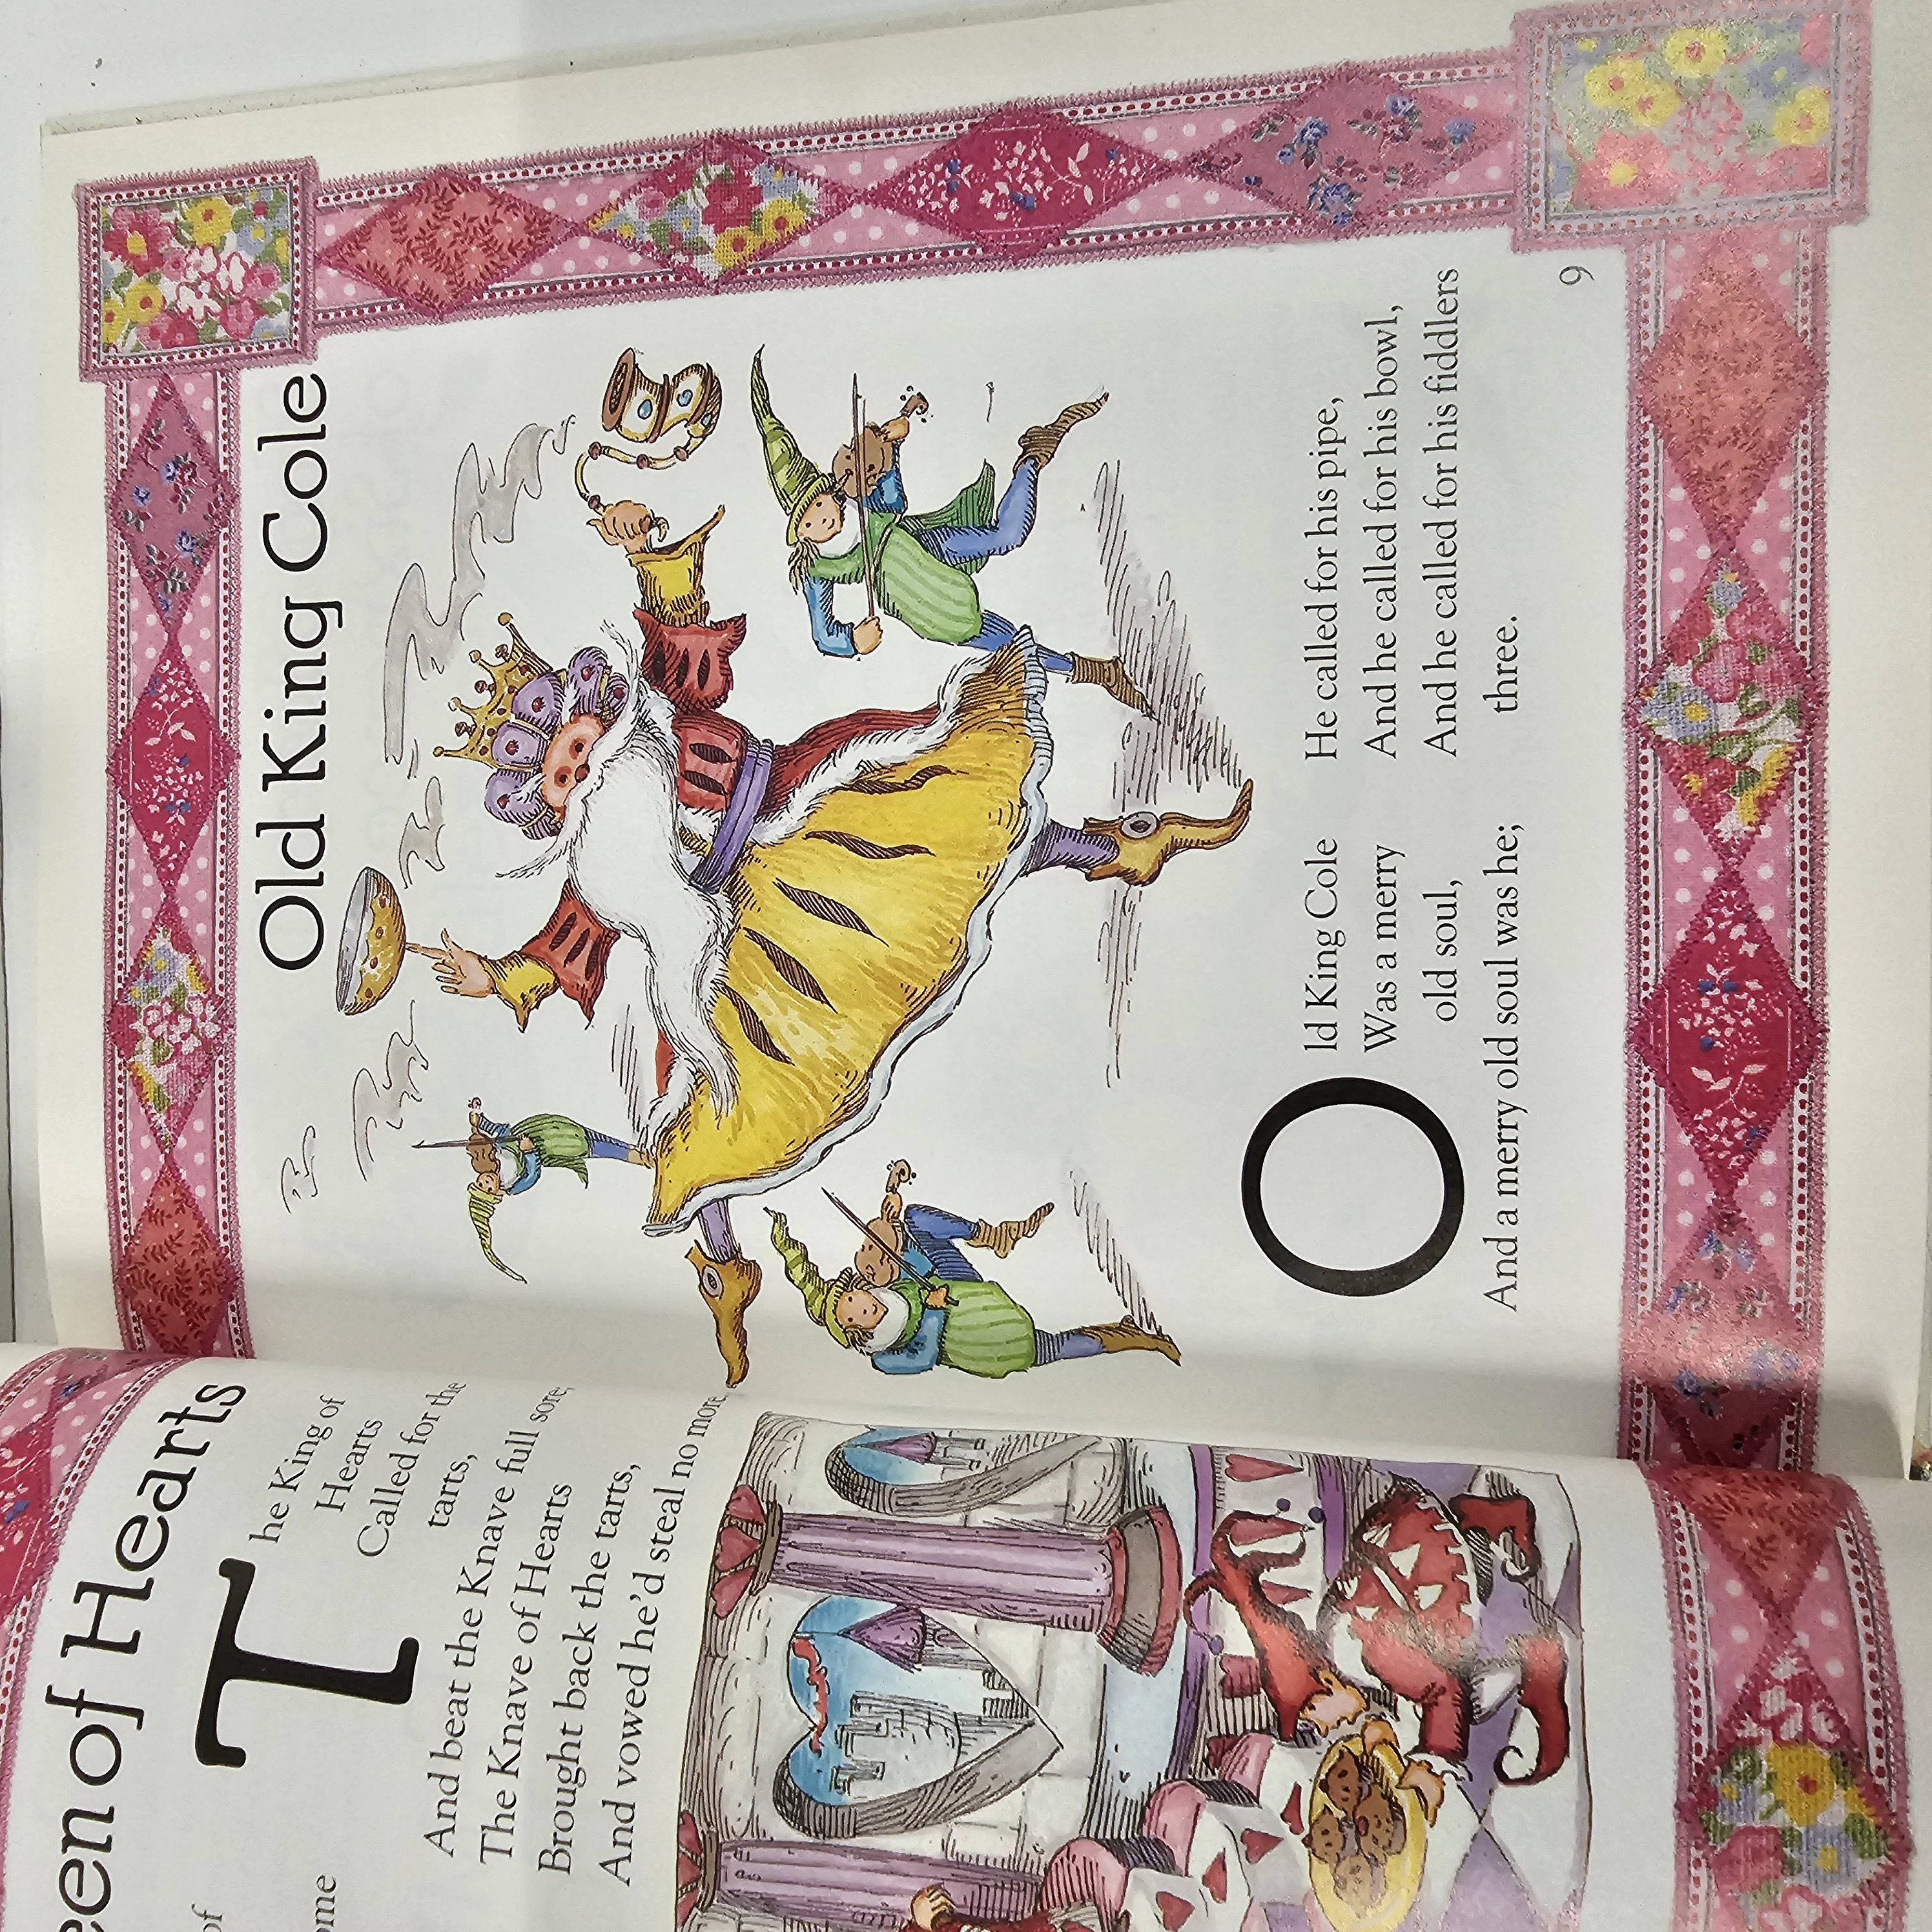 of Hearts
of
The King of
Hearts
Called for the
tarts,
And beat the Knave full sore;
The Knave of Hearts
Brought back the tarts,
And vowed he'd steal no more.
Old King Cole
Old King Cole
Was a merry
old soul,
And a merry old soul was he;
He called for his pipe,
And he called for his bowl,
And he called for his fiddlers
three.
9